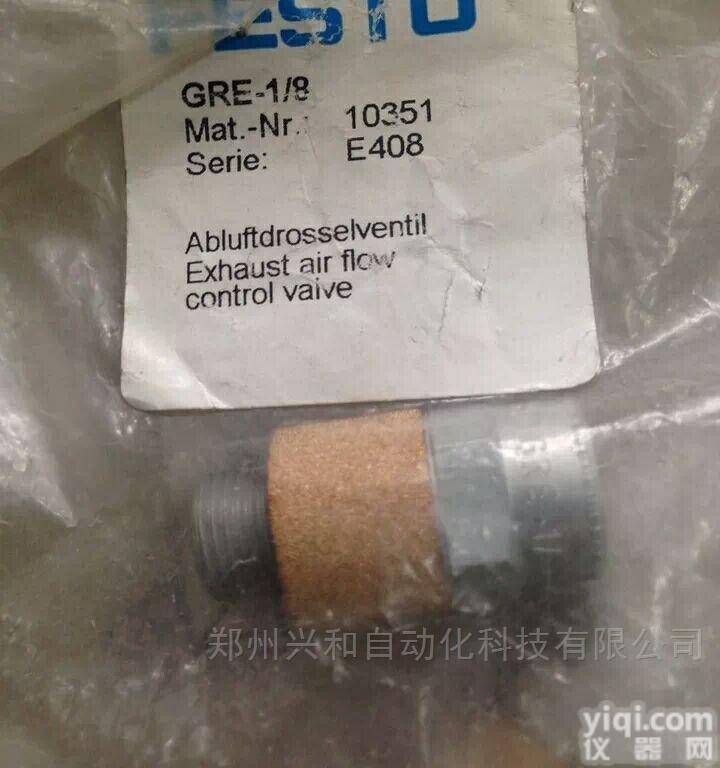 FESTO
GRE-1/8
Mat.-Nr.: 10351
Serie: E408
Abluftdrosselventil
Exhaust air flow
control valve
郑州兴和自动化科技有限公司
yiqi.com
仪器网